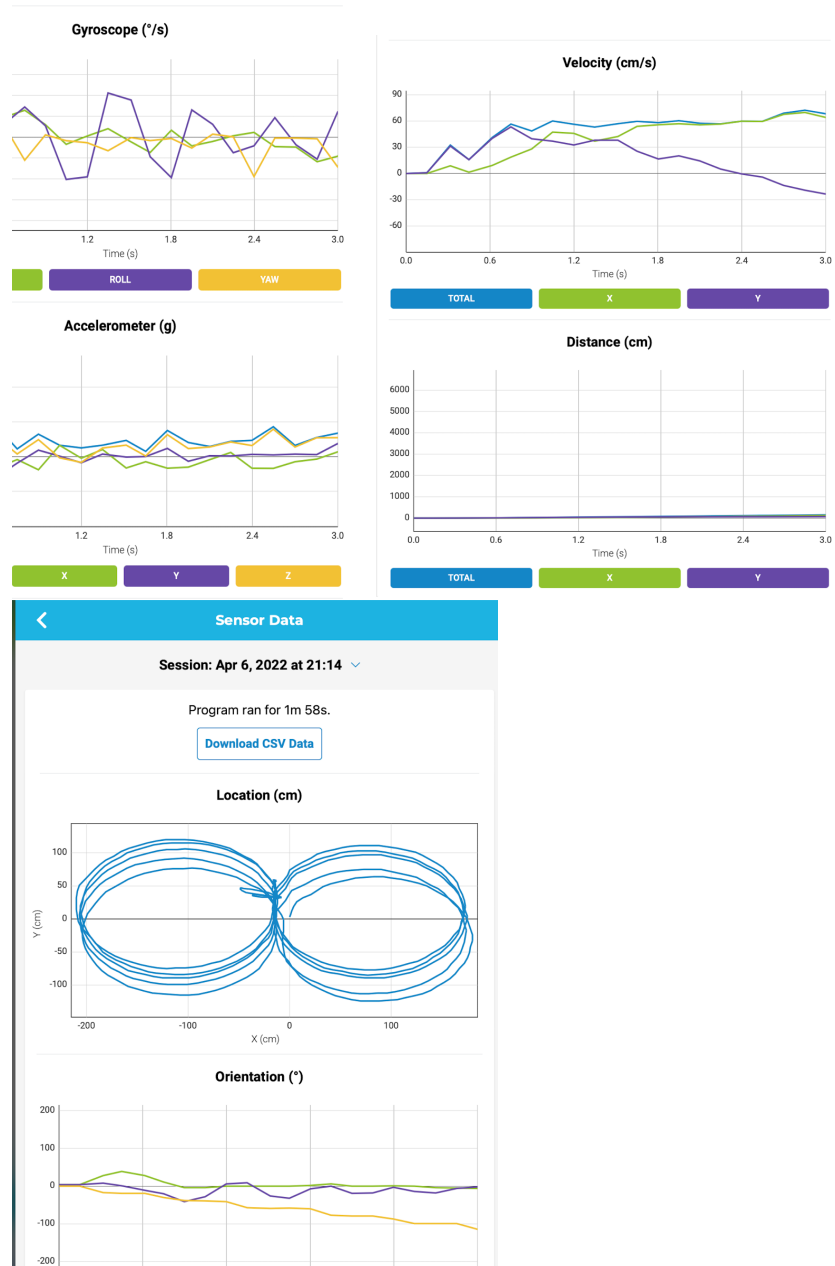 Gyroscope (°/s)
1.2 1.8 2.4 3.0
Time (s)
ROLL YAW
Accelerometer (g)
1.2 1.8 2.4 3.0
Time (s)
X Y Z
Velocity (cm/s)
90
60
30
0
-30
-60
0.0 0.6 1.2 1.8 2.4 3.0
Time (s)
TOTAL X Y
Distance (cm)
6000
5000
4000
3000
2000
1000
0
0.0 0.6 1.2 1.8 2.4 3.0
Time (s)
TOTAL X Y
Sensor Data
Session: Apr 6, 2022 at 21:14
Program ran for 1m 58s.
Download CSV Data
Location (cm)
Y (cm)
100
50
0
-50
-100
-200 -100 0 100
X (cm)
Orientation (°)
200
100
0
-100
-200